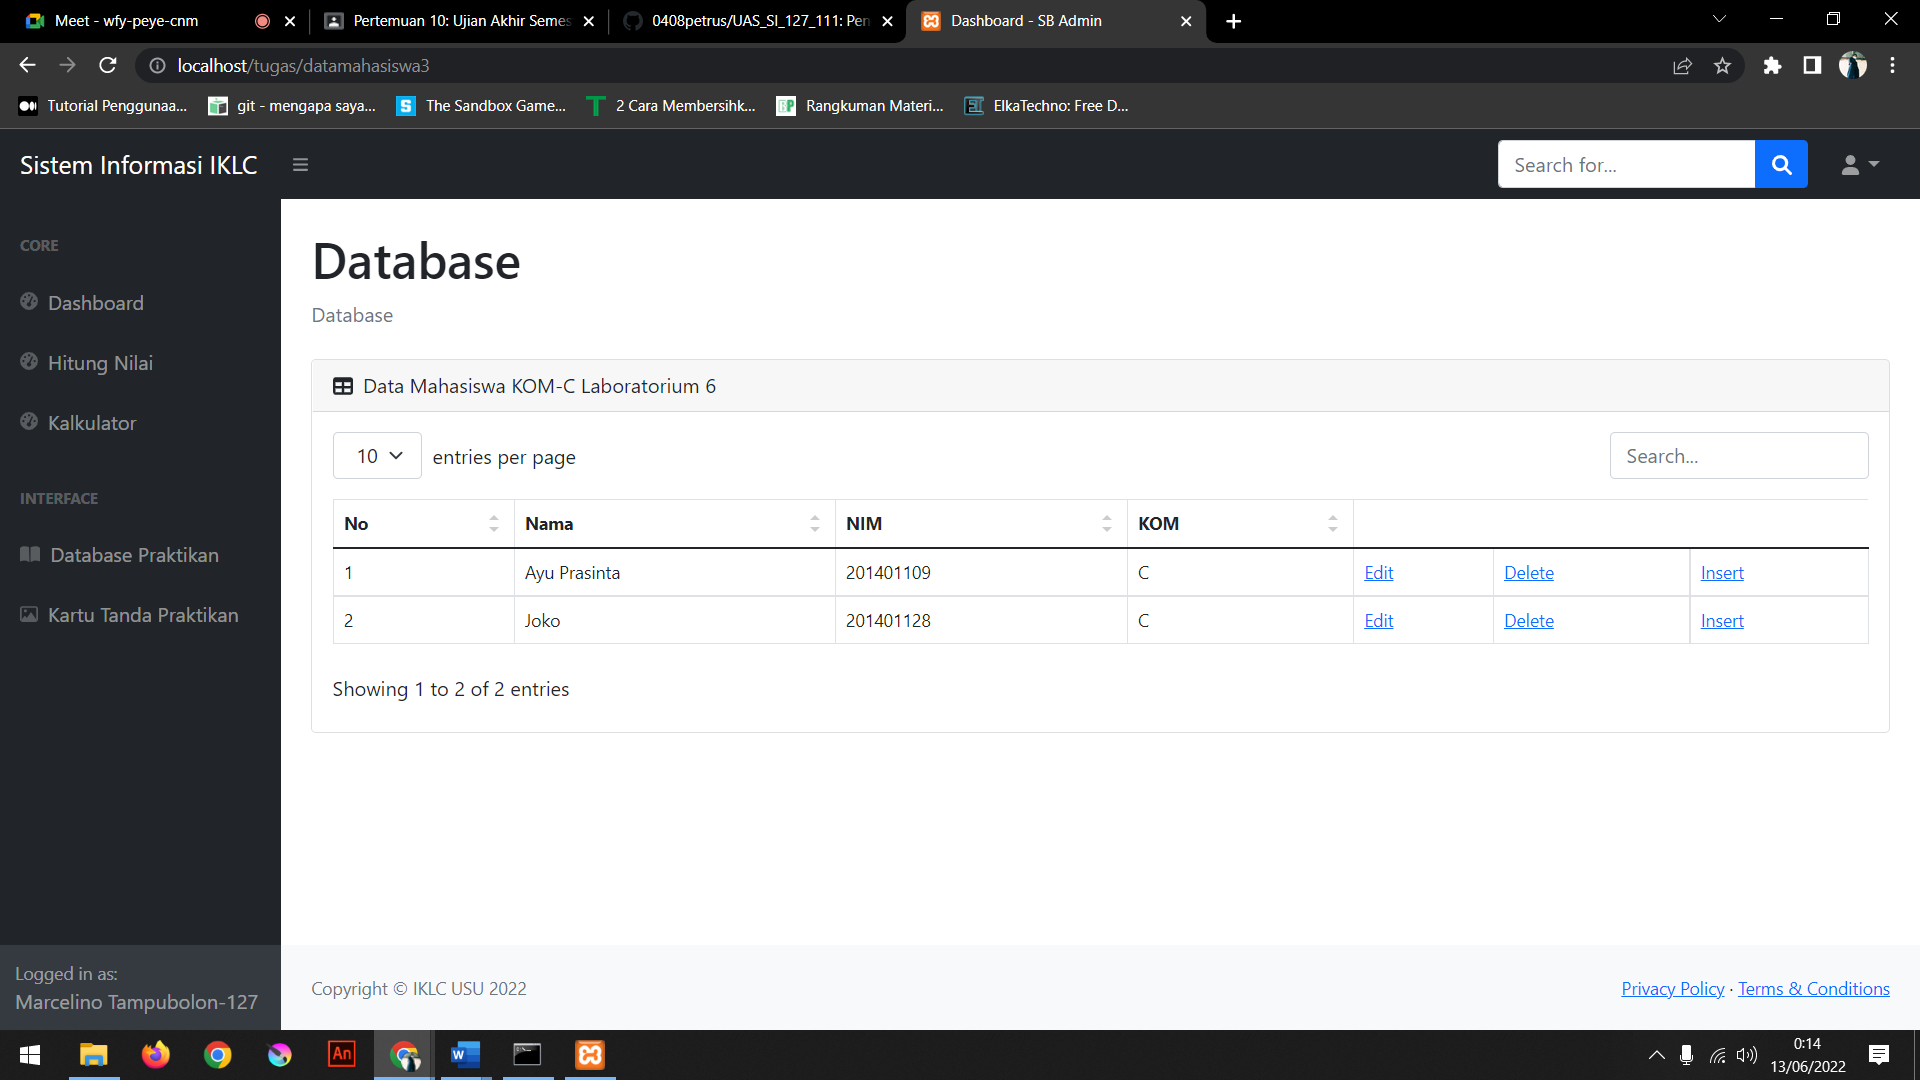 Meet - wfy-peye-cnm
Pertemuan 10: Ujian Akhir Semes
0408petrus/UAS_SI_127_111: Pen
Dashboard - SB Admin
localhost/tugas/datamahasiswa3
Tutorial Penggunaa...
git - mengapa saya...
The Sandbox Game...
2 Cara Membersihk...
Rangkuman Materi...
ElkaTechno: Free D...
Sistem Informasi IKLC
Search for...
CORE
Dashboard
Hitung Nilai
Kalkulator
INTERFACE
Database Praktikan
Kartu Tanda Praktikan
Logged in as:
Marcelino Tampubolon-127
Database
Database
Data Mahasiswa KOM-C Laboratorium 6
10 entries per page
Search...
No Nama NIM KOM
1 Ayu Prasinta 201401109 C Edit Delete Insert
2 Joko 201401128 C Edit Delete Insert
Showing 1 to 2 of 2 entries
Copyright © IKLC USU 2022
Privacy Policy · Terms & Conditions
An
0:14
13/06/2022